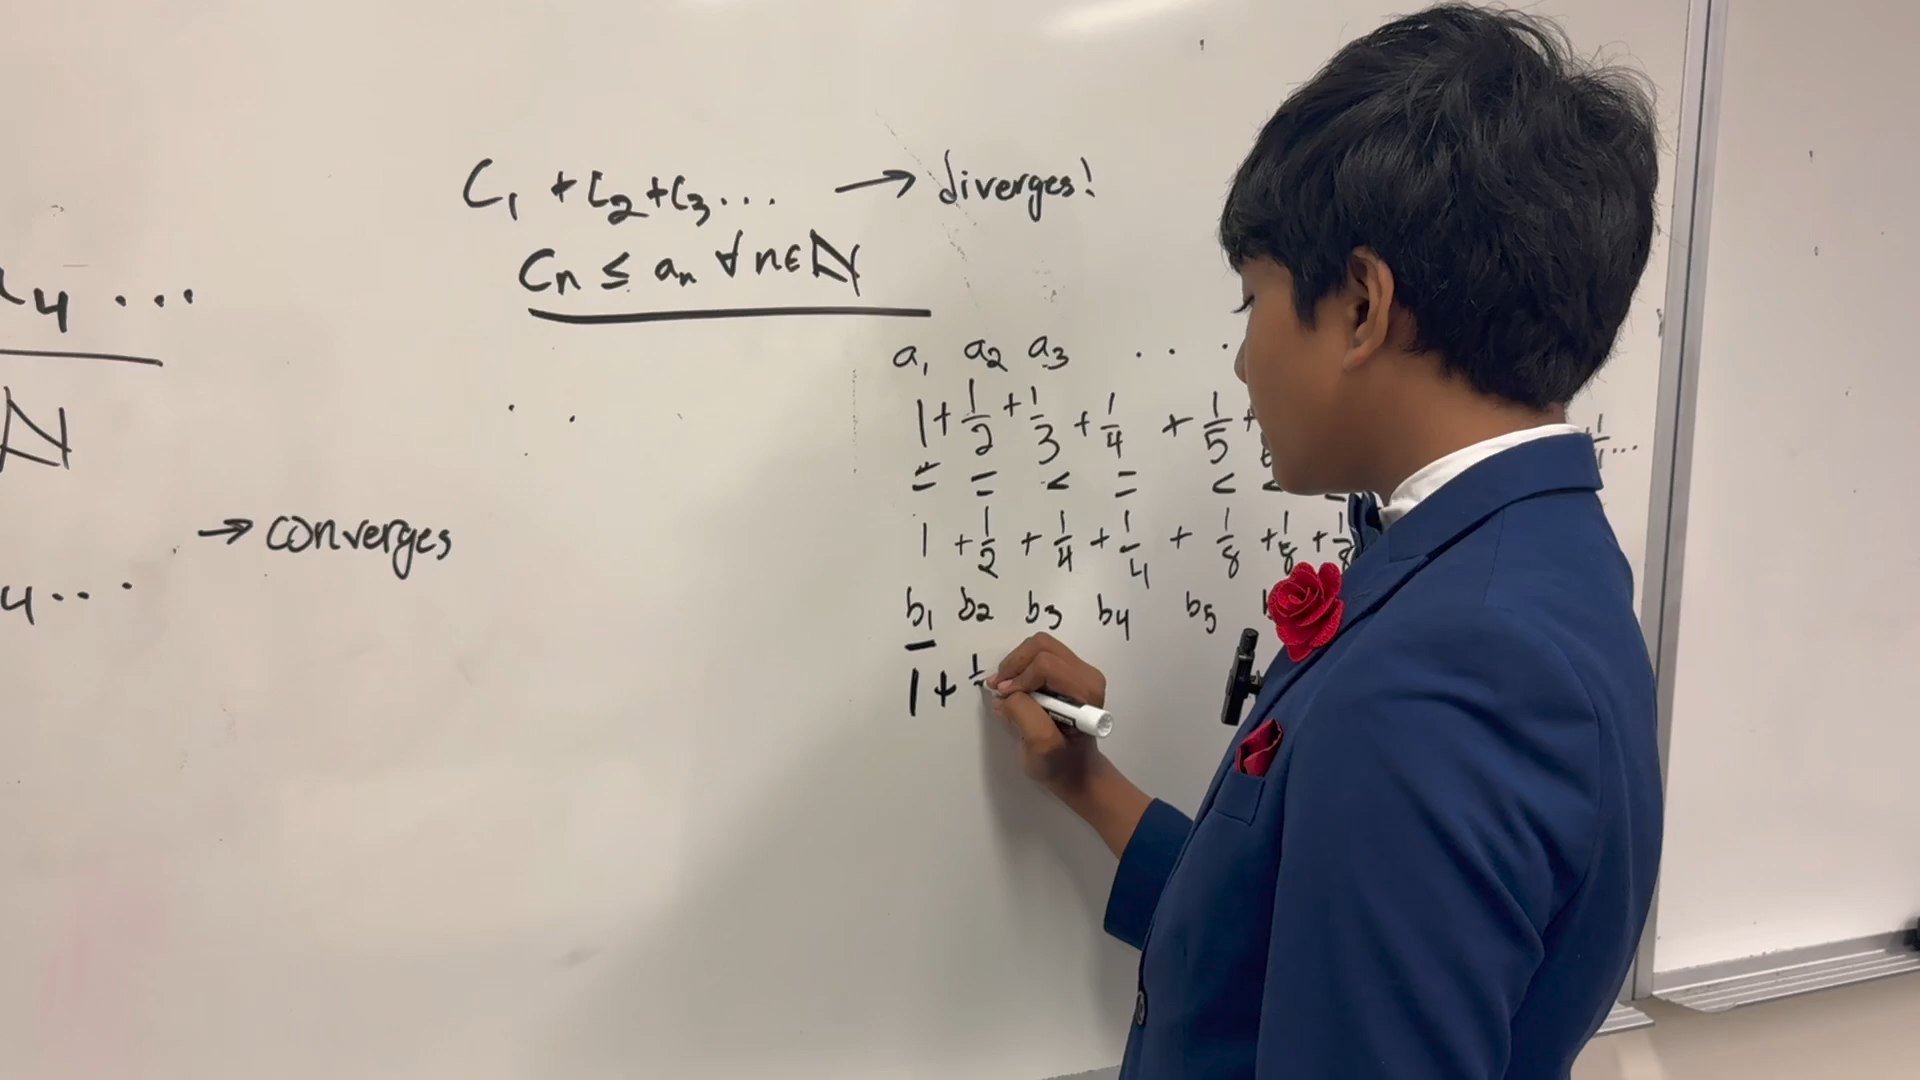 C₁ + C₂ + C₃ ... → diverges!
Cₙ ≤ aₙ ∀ n ∈ ℕ
4 ...
ℕ
→ converges
4 ...
a₁ a₂ a₃ . . .
1 + 1/2 + 1/3 + 1/4 + 1/5 +
= = < = < <
1 + 1/2 + 1/4 + 1/4 + 1/8 + 1/8 + 1/8
b₁ b₂ b₃ b₄ b₅
1 +